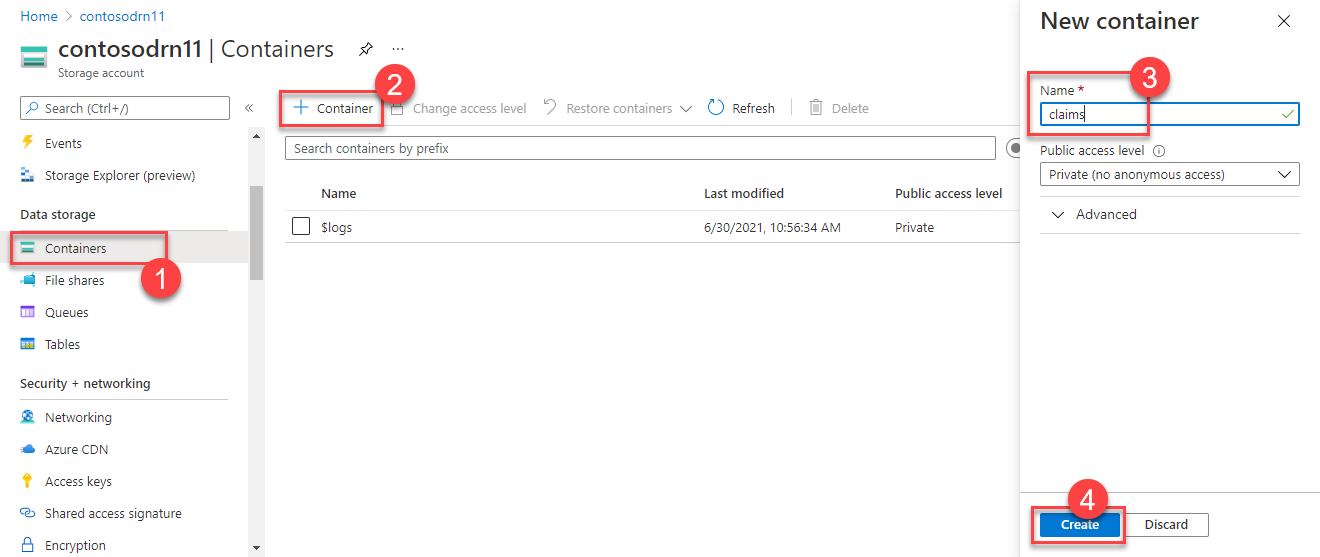 Home > contosodrn11
contosodrn11 | Containers ...
Storage account
Search (Ctrl+/) «
Events
Storage Explorer (preview)
Data storage
Containers
1
File shares
Queues
Tables
Security + networking
Networking
Azure CDN
Access keys
Shared access signature
Encryption
2
+ Container Change access level Restore containers Refresh Delete
Search containers by prefix
Name Last modified Public access level
$logs 6/30/2021, 10:56:34 AM Private
New container
3
Name *
claims
Public access level
Private (no anonymous access)
Advanced
4
Create Discard